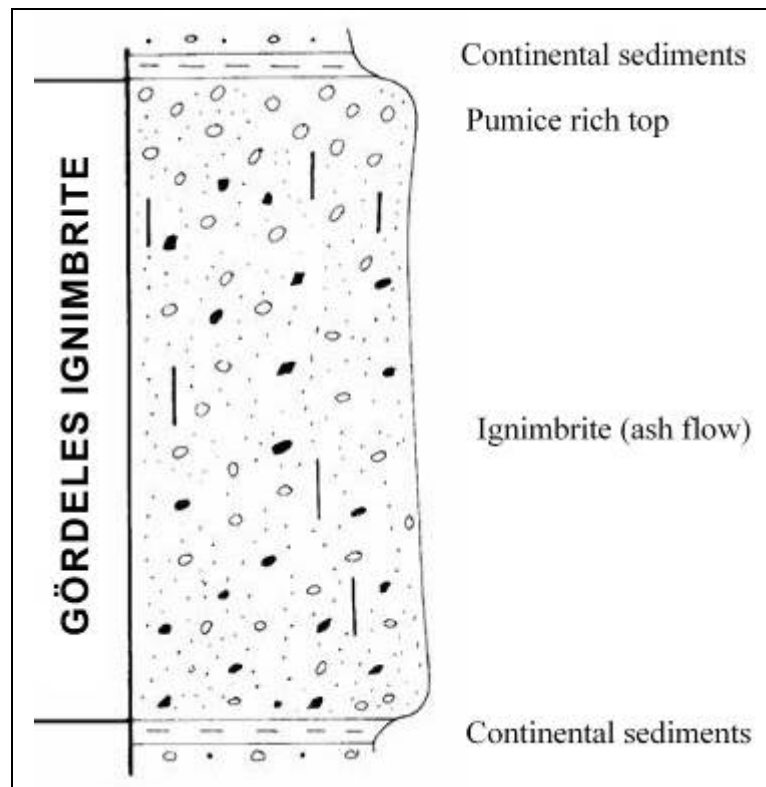 Continental sediments
Pumice rich top
GÖRDELES IGNIMBRITE
Ignimbrite (ash flow)
Continental sediments